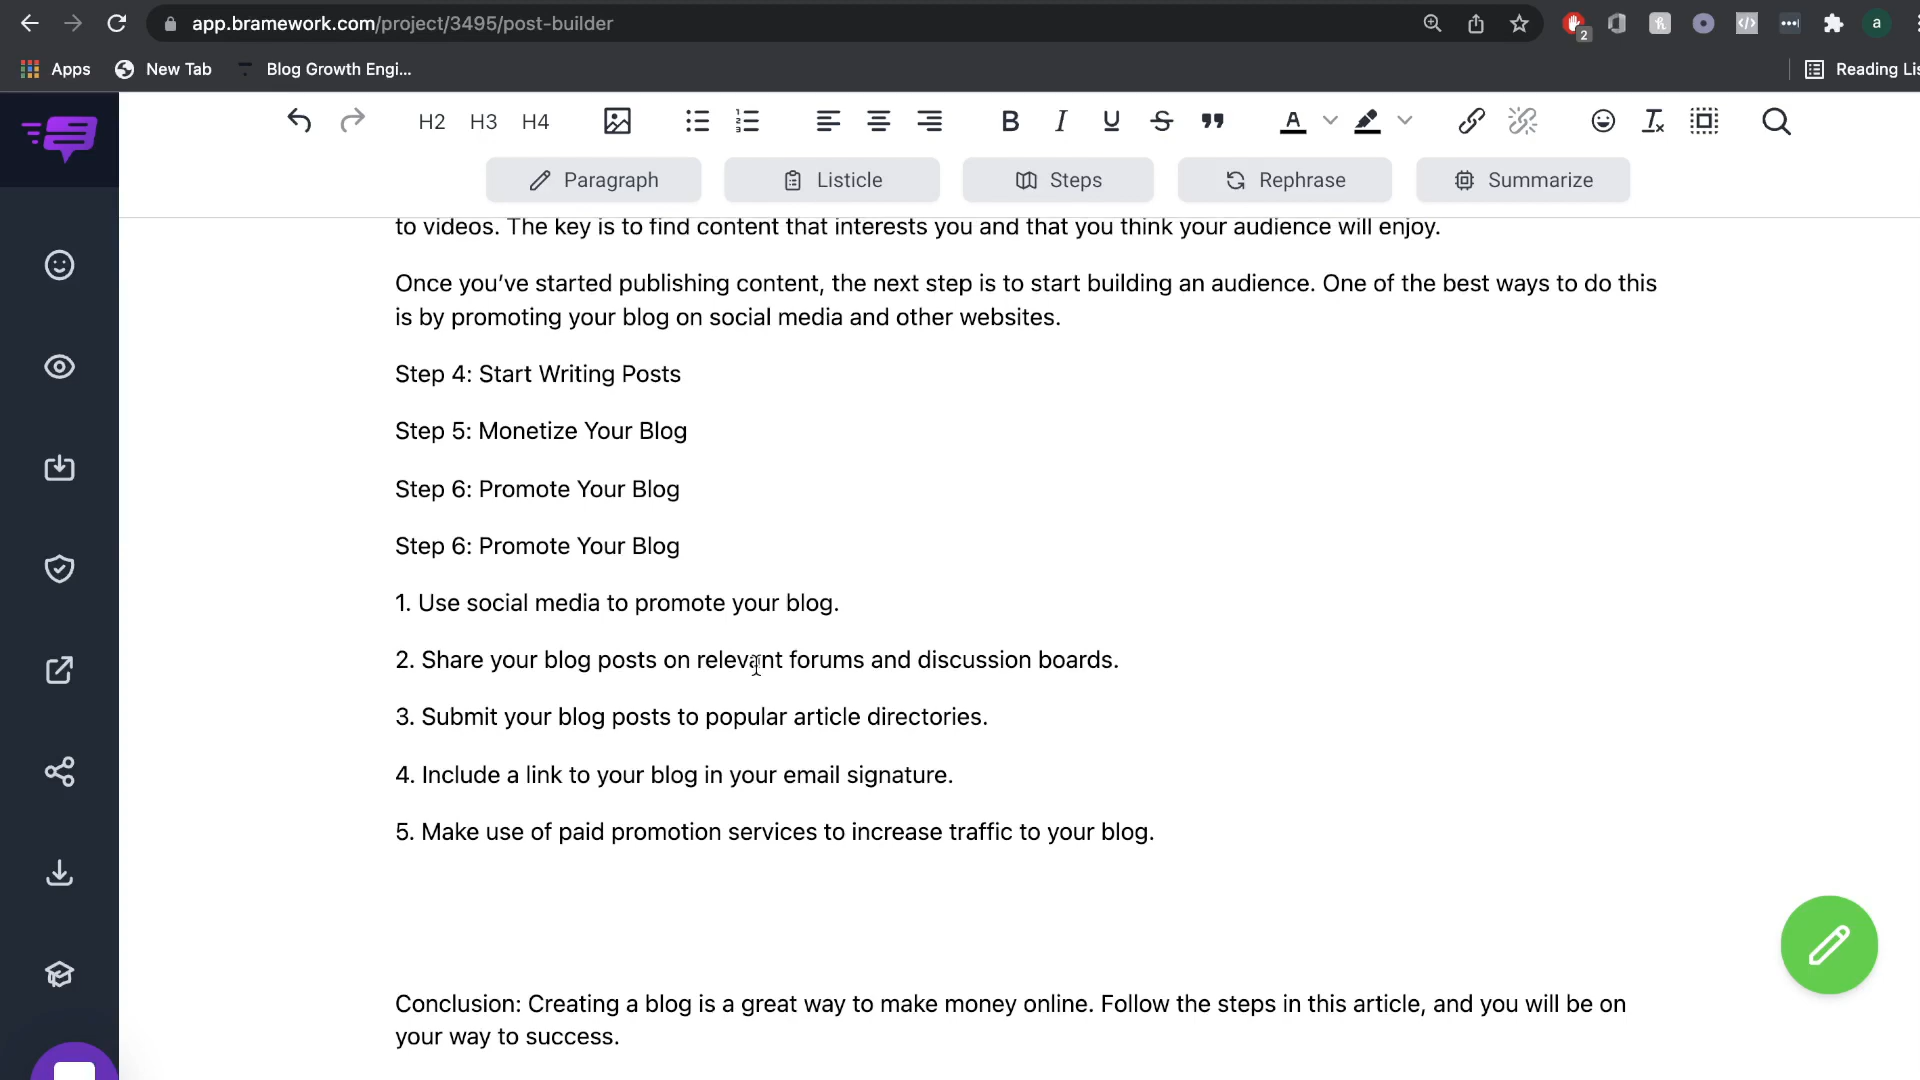 app.bramework.com/project/3495/post-builder
2
a
Apps
New Tab
Blog Growth Engi...
Reading Lis
H2 H3 H4
B I U S A
Paragraph
Listicle
Steps
Rephrase
Summarize
to videos. The key is to find content that interests you and that you think your audience will enjoy.
Once you've started publishing content, the next step is to start building an audience. One of the best ways to do this
is by promoting your blog on social media and other websites.
Step 4: Start Writing Posts
Step 5: Monetize Your Blog
Step 6: Promote Your Blog
Step 6: Promote Your Blog
1. Use social media to promote your blog.
2. Share your blog posts on relevant forums and discussion boards.
3. Submit your blog posts to popular article directories.
4. Include a link to your blog in your email signature.
5. Make use of paid promotion services to increase traffic to your blog.
Conclusion: Creating a blog is a great way to make money online. Follow the steps in this article, and you will be on
your way to success.